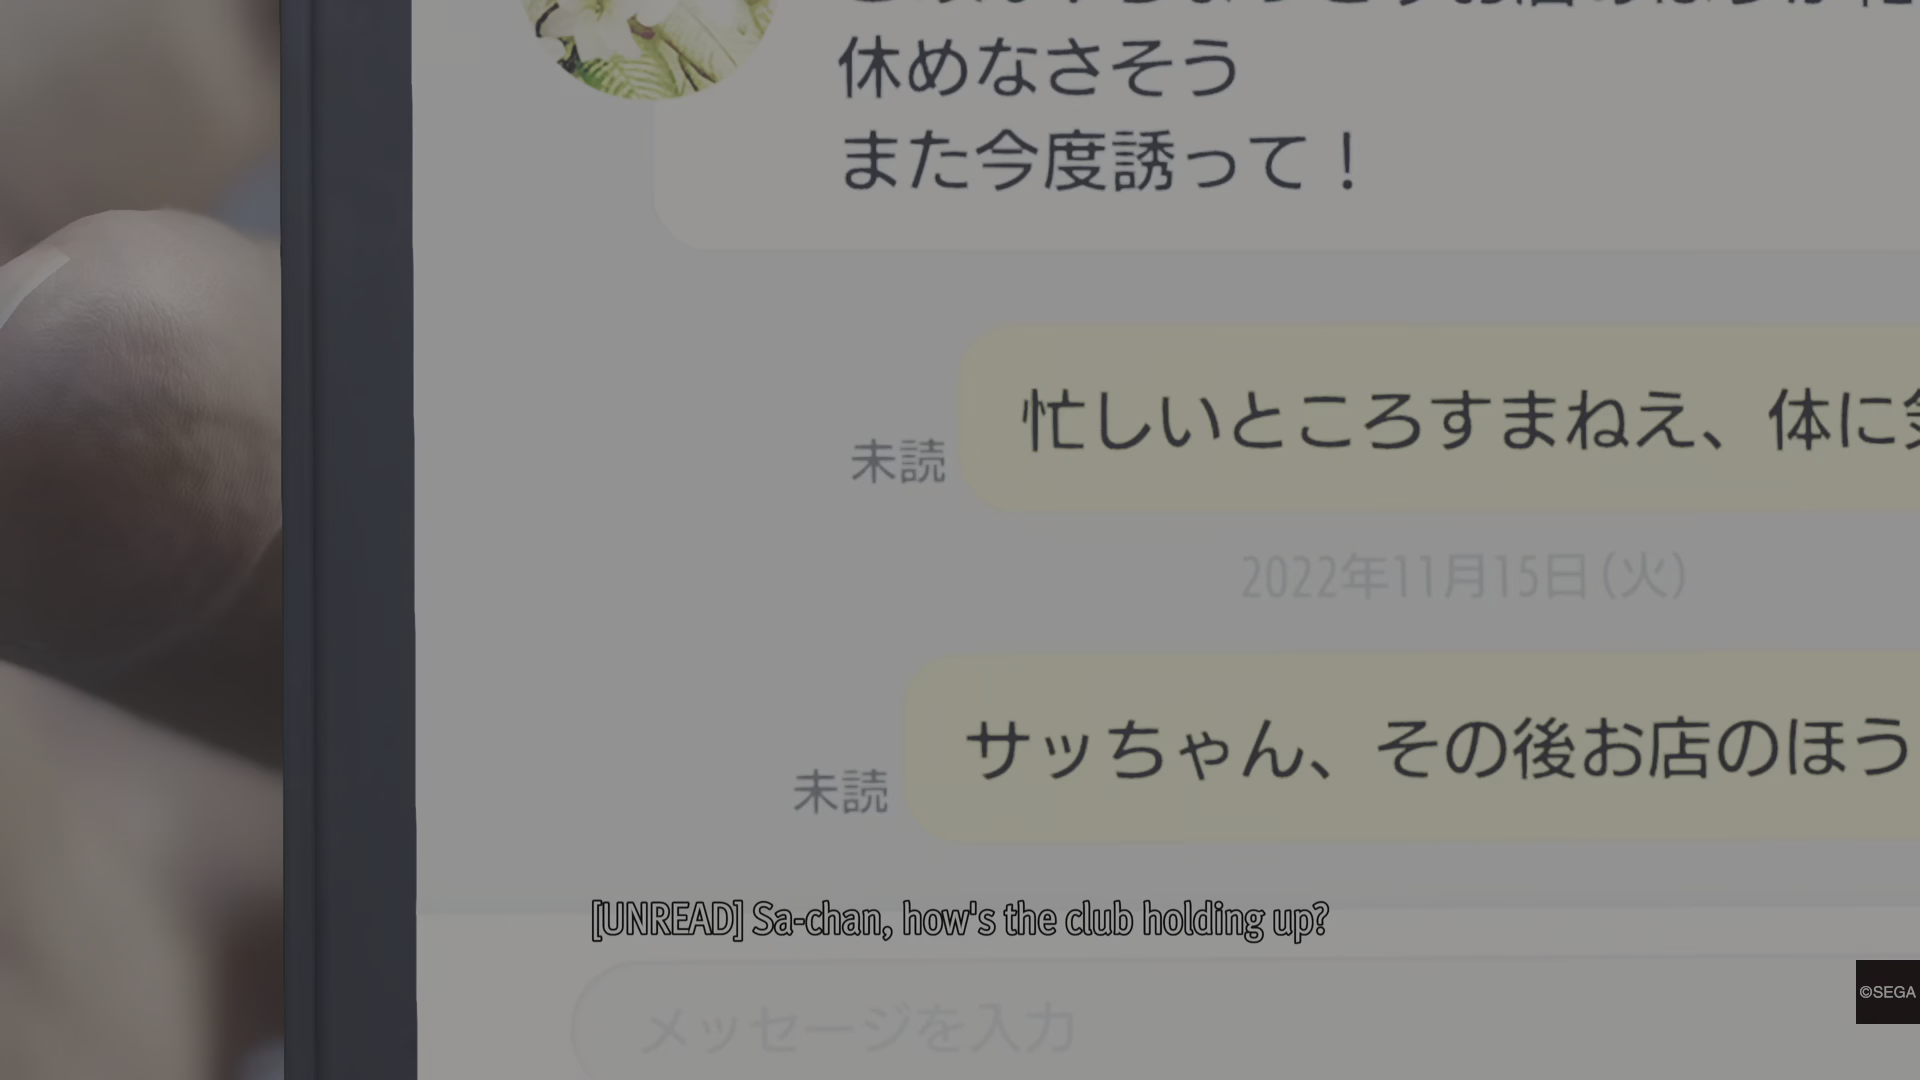 休めなさそう
また今度誘って！
忙しいところすまねえ、体に
未読
2022年11月15日(火)
サッちゃん、その後お店のほう
未読
[UNREAD] Sa-chan, how's the club holding up?
メッセージを入力
©SEGA